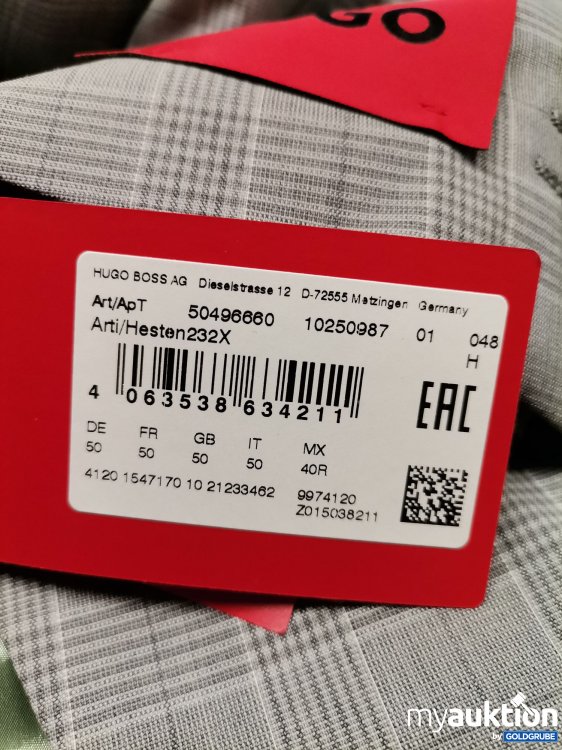 GO
HUGO BOSS AG Dieselstrasse 12 D-72555 Metzingen Germany
Art/ApT 50496660 10250987 01 048
Arti/Hesten232X H
4 063538 634211
EAC
DE FR GB IT MX
50 50 50 50 40R
4120 1547170 10 21233462 9974120
Z015038211
myauktion
by GOLDGRUBE